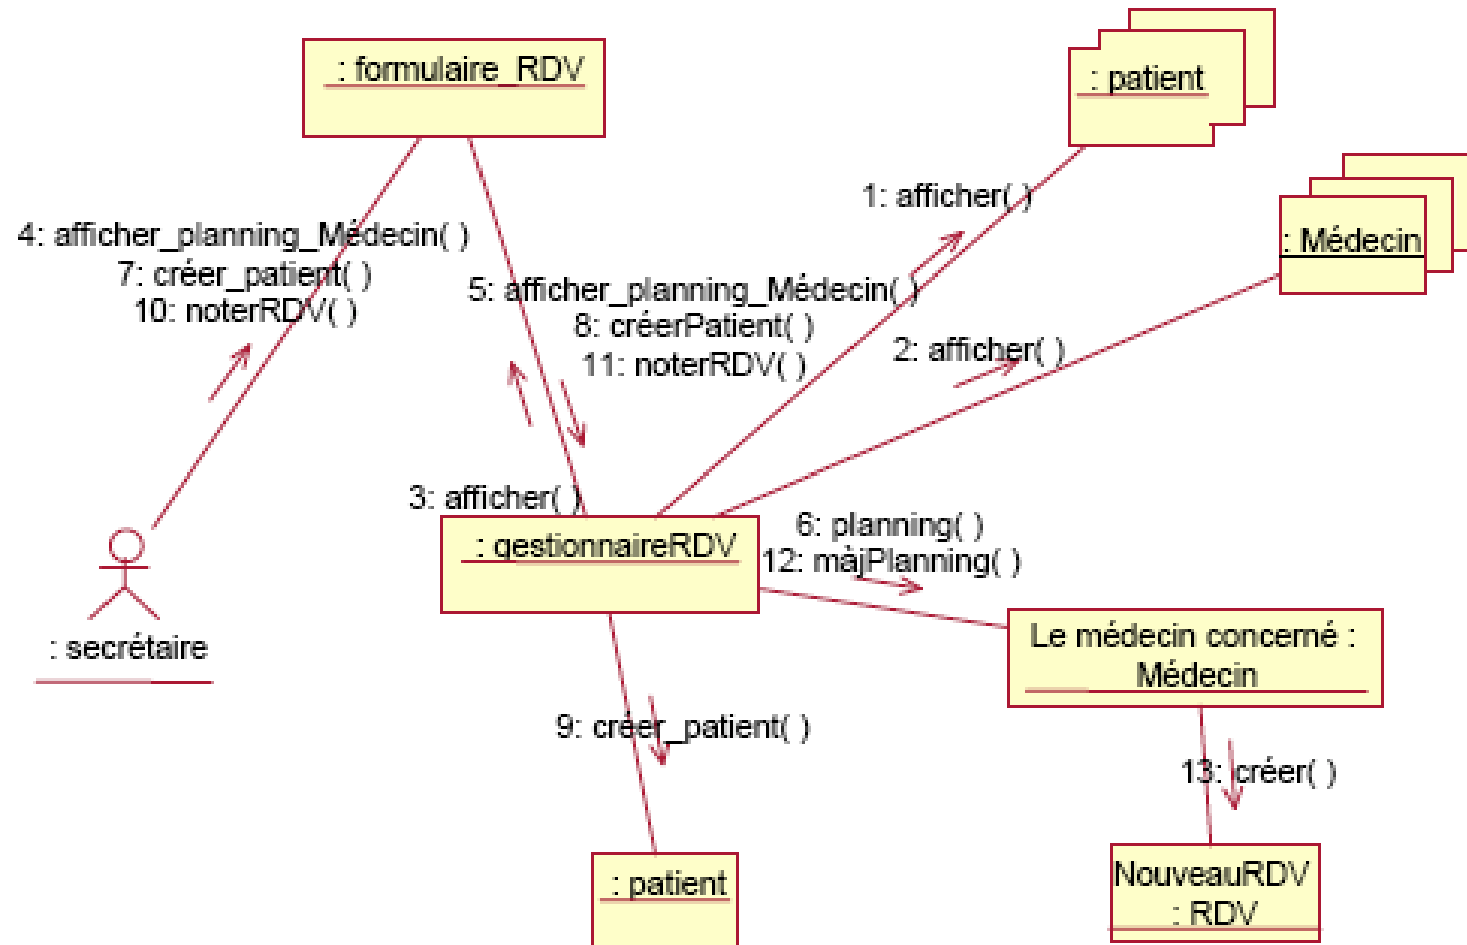 : formulaire_RDV
: patient
1: afficher( )
: Médecin
4: afficher_planning_Médecin( )
7: créer_patient( )
10: noterRDV( )
5: afficher_planning_Médecin( )
8: créerPatient( )
11: noterRDV( )
2: afficher( )
3: afficher( )
: gestionnaireRDV
6: planning( )
12: màjPlanning( )
: secrétaire
Le médecin concerné :
Médecin
9: créer_patient( )
13: créer( )
: patient
NouveauRDV
: RDV